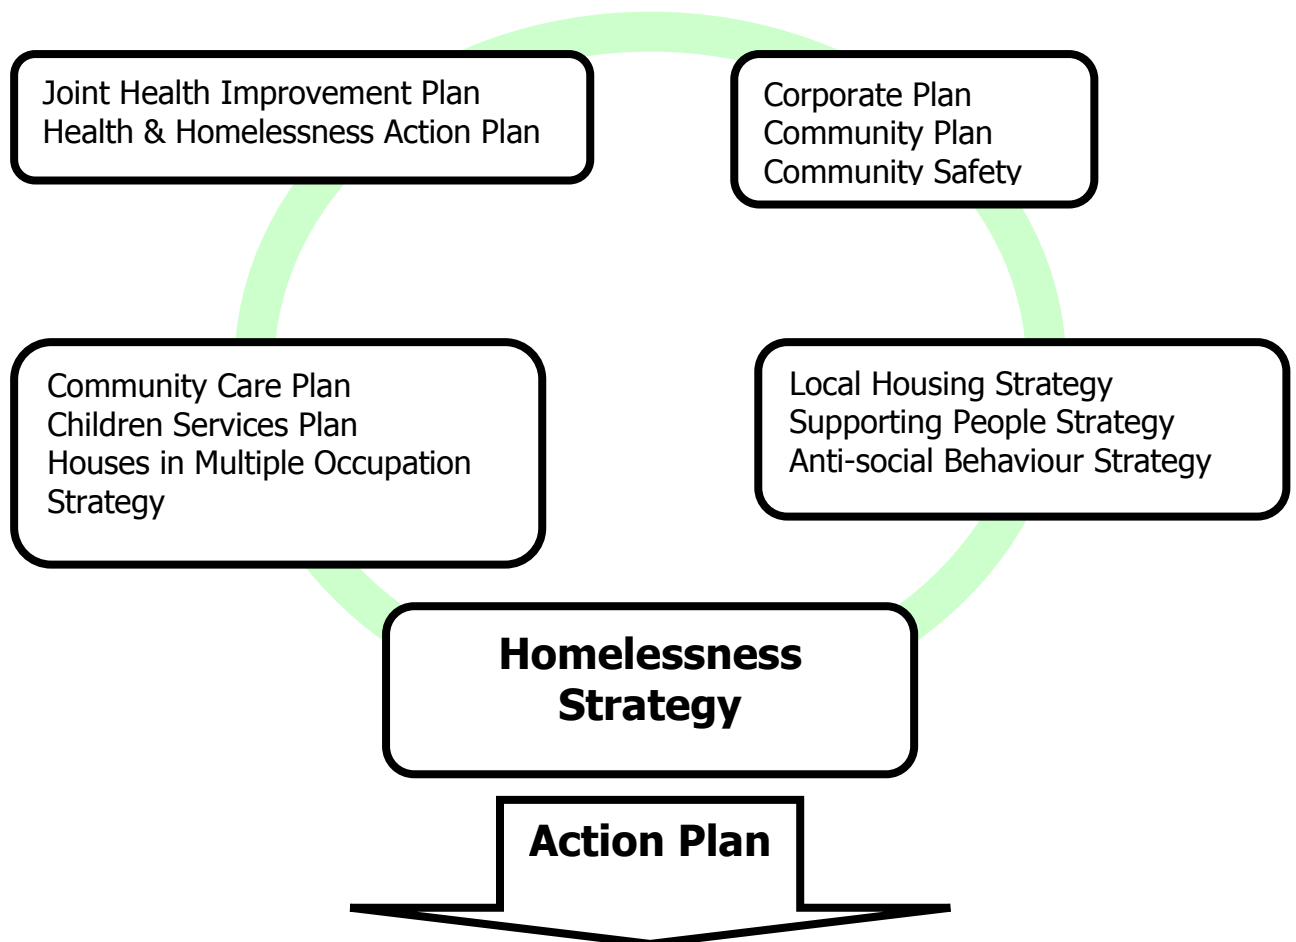 Joint Health Improvement Plan
Health & Homelessness Action Plan
Corporate Plan
Community Plan
Community Safety
Community Care Plan
Children Services Plan
Houses in Multiple Occupation
Strategy
Local Housing Strategy
Supporting People Strategy
Anti-social Behaviour Strategy
Homelessness
Strategy
Action Plan